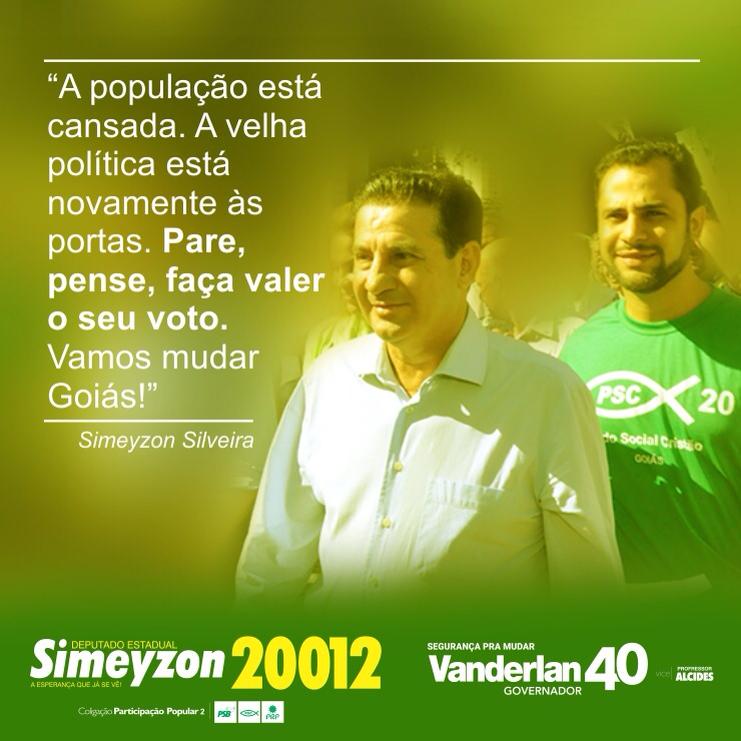 “A população está
cansada. A velha
política está
novamente às
portas. Pare,
pense, faça valer
o seu voto.
Vamos mudar
Goiás!”
Simeyzon Silveira
PSC 20
do Social Cristão
GOIÁS
DEPUTADO ESTADUAL
Simeyzon 20012
A ESPERANÇA QUE JÁ SE VÊ!
Coligação Participação Popular 2
PSB
PRP
SEGURANÇA PRA MUDAR
Vanderlan 40
GOVERNADOR
vice PROFRESSOR
ALCIDES